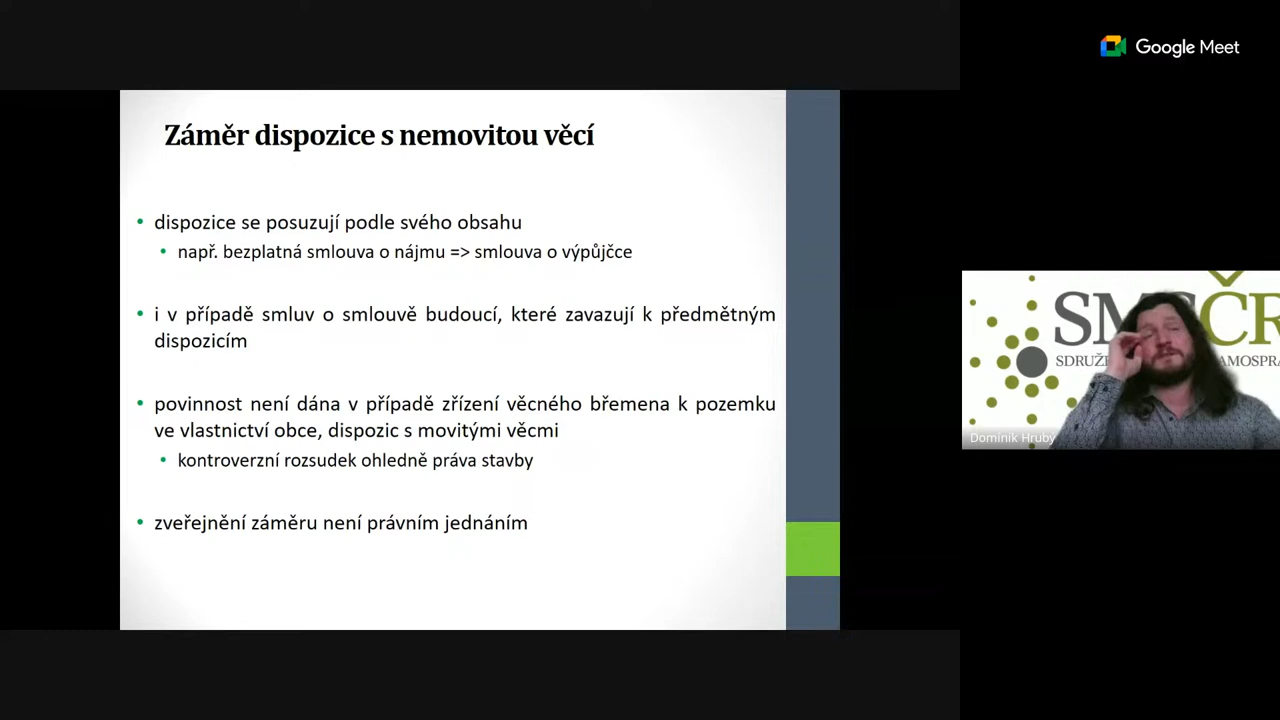 Google Meet
Záměr dispozice s nemovitou věcí
• dispozice se posuzují podle svého obsahu
• např. bezplatná smlouva o nájmu => smlouva o výpůjčce
• i v případě smluv o smlouvě budoucí, které zavazují k předmětným
dispozicím
• povinnost není dána v případě zřízení věcného břemena k pozemku
ve vlastnictví obce, dispozic s movitými věcmi
• kontroverzní rozsudek ohledně práva stavby
• zveřejnění záměru není právním jednáním
SMSČR
SDRUŽE AMOSPRÁ
Dominik Hrubý